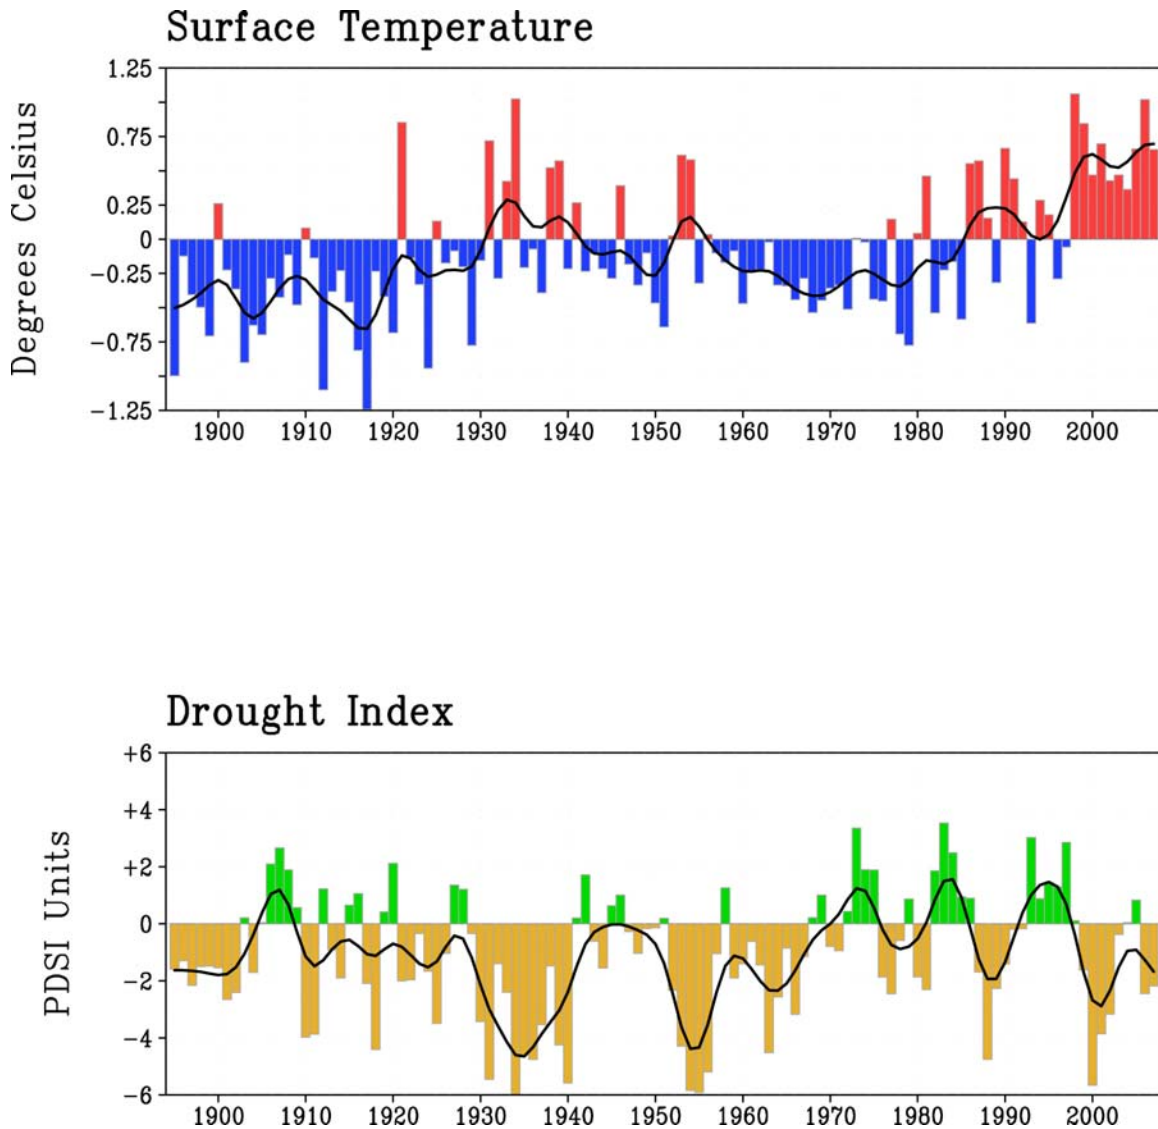 Surface Temperature
Degrees Celsius
1.25
0.75
0.25
0
−0.25
−0.75
−1.25
1900 1910 1920 1930 1940 1950 1960 1970 1980 1990 2000
Drought Index
PDSI Units
+6
+4
+2
0
−2
−4
−6
1900 1910 1920 1930 1940 1950 1960 1970 1980 1990 2000